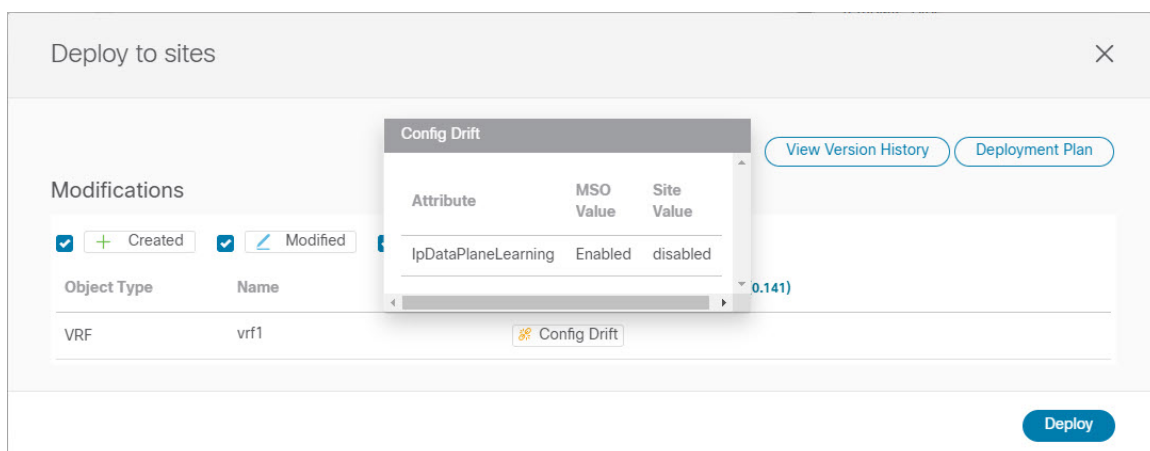 Deploy to sites
Config Drift
View Version History
Deployment Plan
Attribute
MSO Value
Site Value
IpDataPlaneLearning Enabled disabled
Modifications
Created Modified
Object Type Name 0.141)
VRF vrf1 Config Drift
Deploy